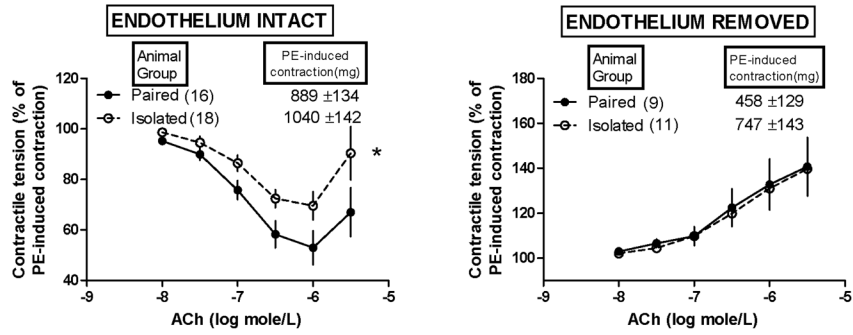 ENDOTHELIUM INTACT
Animal Group
PE-induced contraction(mg)
Paired (16) 889 ±134
Isolated (18) 1040 ±142
*
Contractile tension (% of PE-induced contraction)
120
100
80
60
40
-9 -8 -7 -6 -5
ACh (log mole/L)
ENDOTHELIUM REMOVED
Animal Group
PE-induced contraction(mg)
Paired (9) 458 ±129
Isolated (11) 747 ±143
Contractile tension (% of PE-induced contraction)
180
160
140
120
100
-9 -8 -7 -6 -5
ACh (log mole/L)